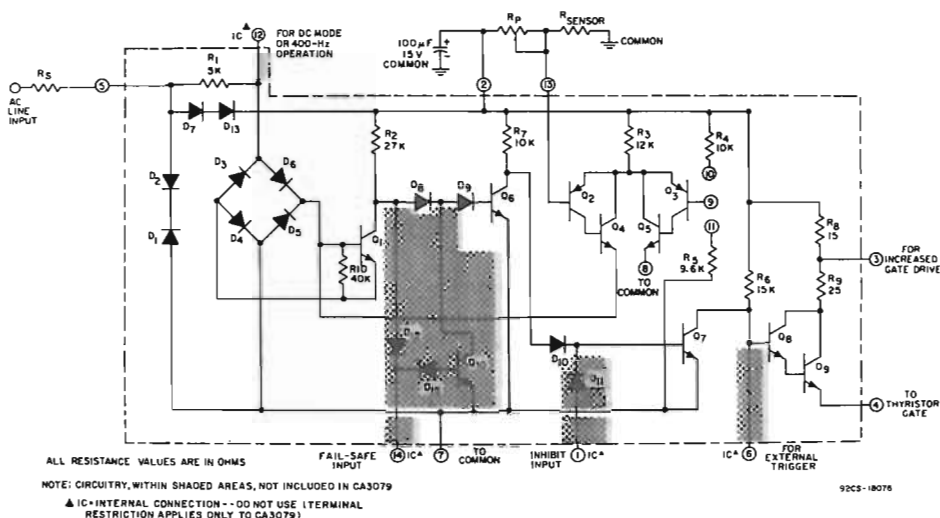 IC▲ ⑫
FOR DC MODE
OR 400-Hz
OPERATION
100μF
15V
COMMON
+
-
RP
RSENSOR
COMMON
RS
⑤
AC
LINE
INPUT
R1
5K
②
⑬
D7
D13
R2
27K
R7
10K
R3
12K
R4
10K
⑩
D3
D6
D2
D8
D9
Q6
Q2
Q3
⑨
Q4
Q5
⑪
R8
15
D4
D5
D1
Q1
R10
40K
⑧
TO
COMMON
R5
9.6K
R6
15K
③
FOR
INCREASED
GATE DRIVE
R9
25
Q7
Q8
D9
D10
D11
④
TO
THYRISTOR
GATE
ALL RESISTANCE VALUES ARE IN OHMS
FAIL-SAFE
INPUT
⑭ IC▲
⑦
TO
COMMON
INHIBIT
INPUT
① IC▲
IC▲ ⑥
FOR
EXTERNAL
TRIGGER
NOTE: CIRCUITRY, WITHIN SHADED AREAS, NOT INCLUDED IN CA3079
92CS-18076
▲ IC=INTERNAL CONNECTION--DO NOT USE (TERMINAL
RESTRICTION APPLIES ONLY TO CA3079)